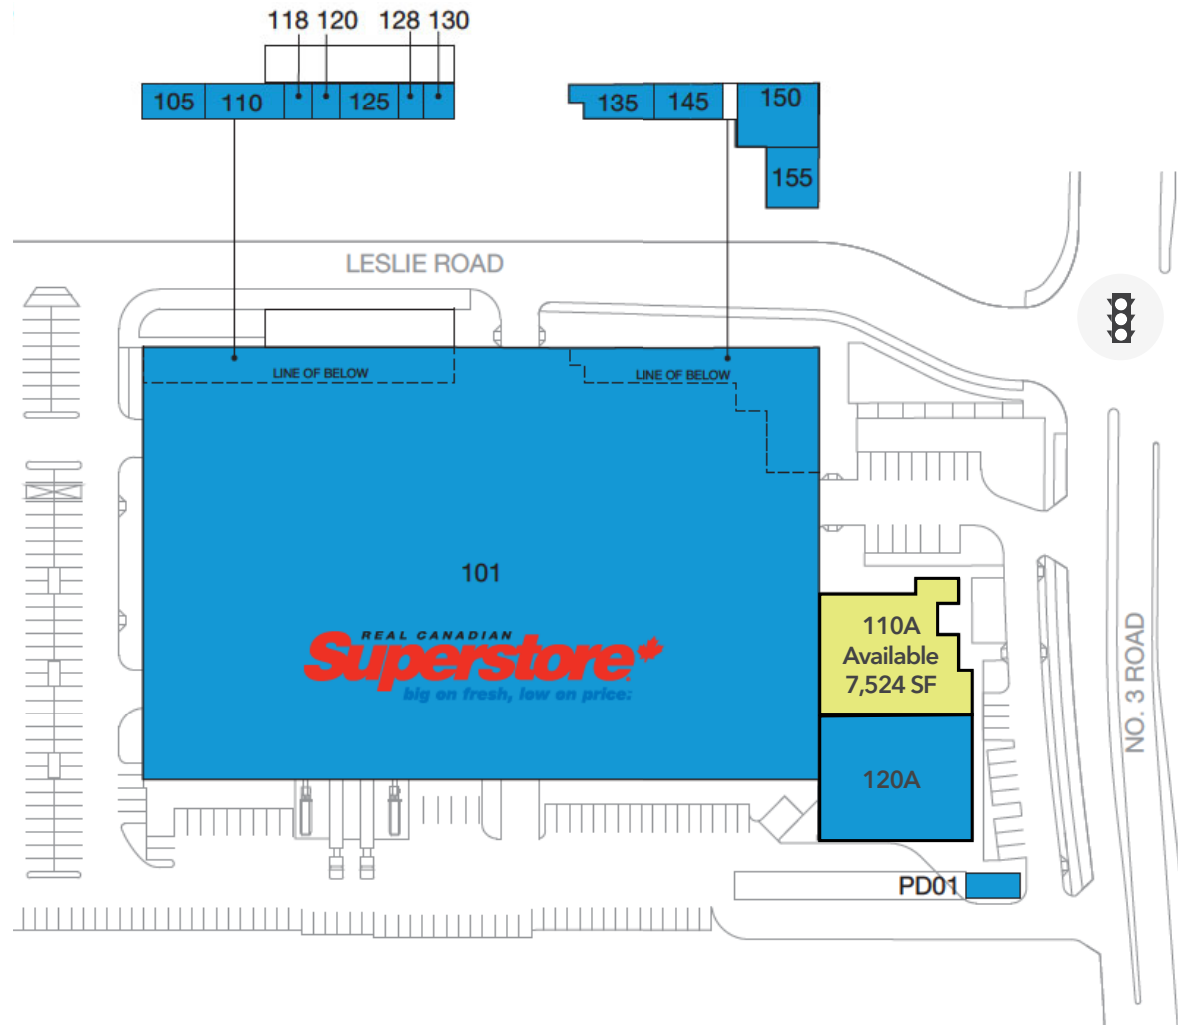 118 120 128 130
105 110 125
135 145 150
155
LESLIE ROAD
LINE OF BELOW
LINE OF BELOW
101
REAL CANADIAN
Superstore
big on fresh, low on price:
110A
Available
7,524 SF
120A
NO. 3 ROAD
PD01